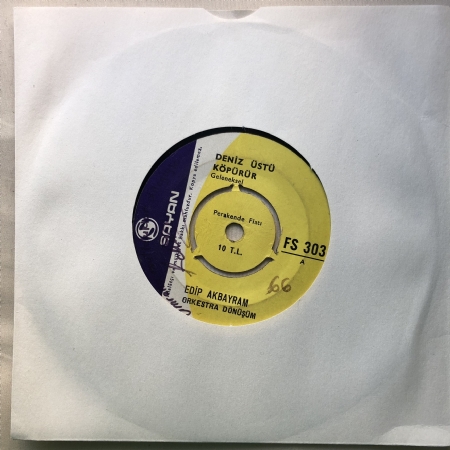 DENİZ ÜSTÜ
KÖPÜRÜR
Geleneksel
SAYAN
Perakende Fiatı
10 T.L.
FS 303
A
EDİP AKBAYRAM
ORKESTRA DÖNÜŞÜM
66